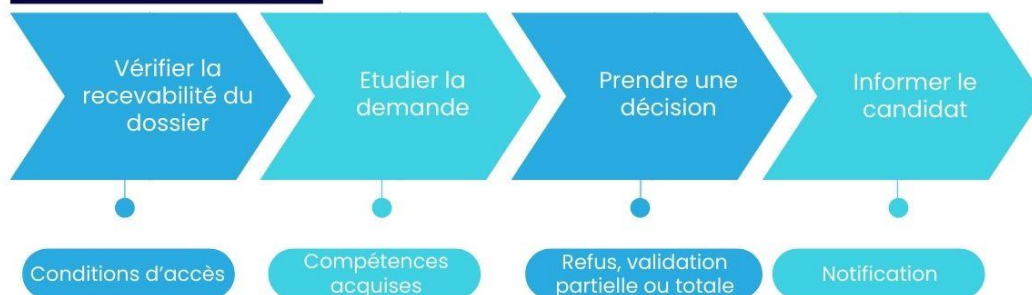 Vérifier la
recevabilité du
dossier
Etudier la
demande
Prendre une
décision
Informer le
candidat
Conditions d'accès
Compétences
acquises
Refus, validation
partielle ou totale
Notification